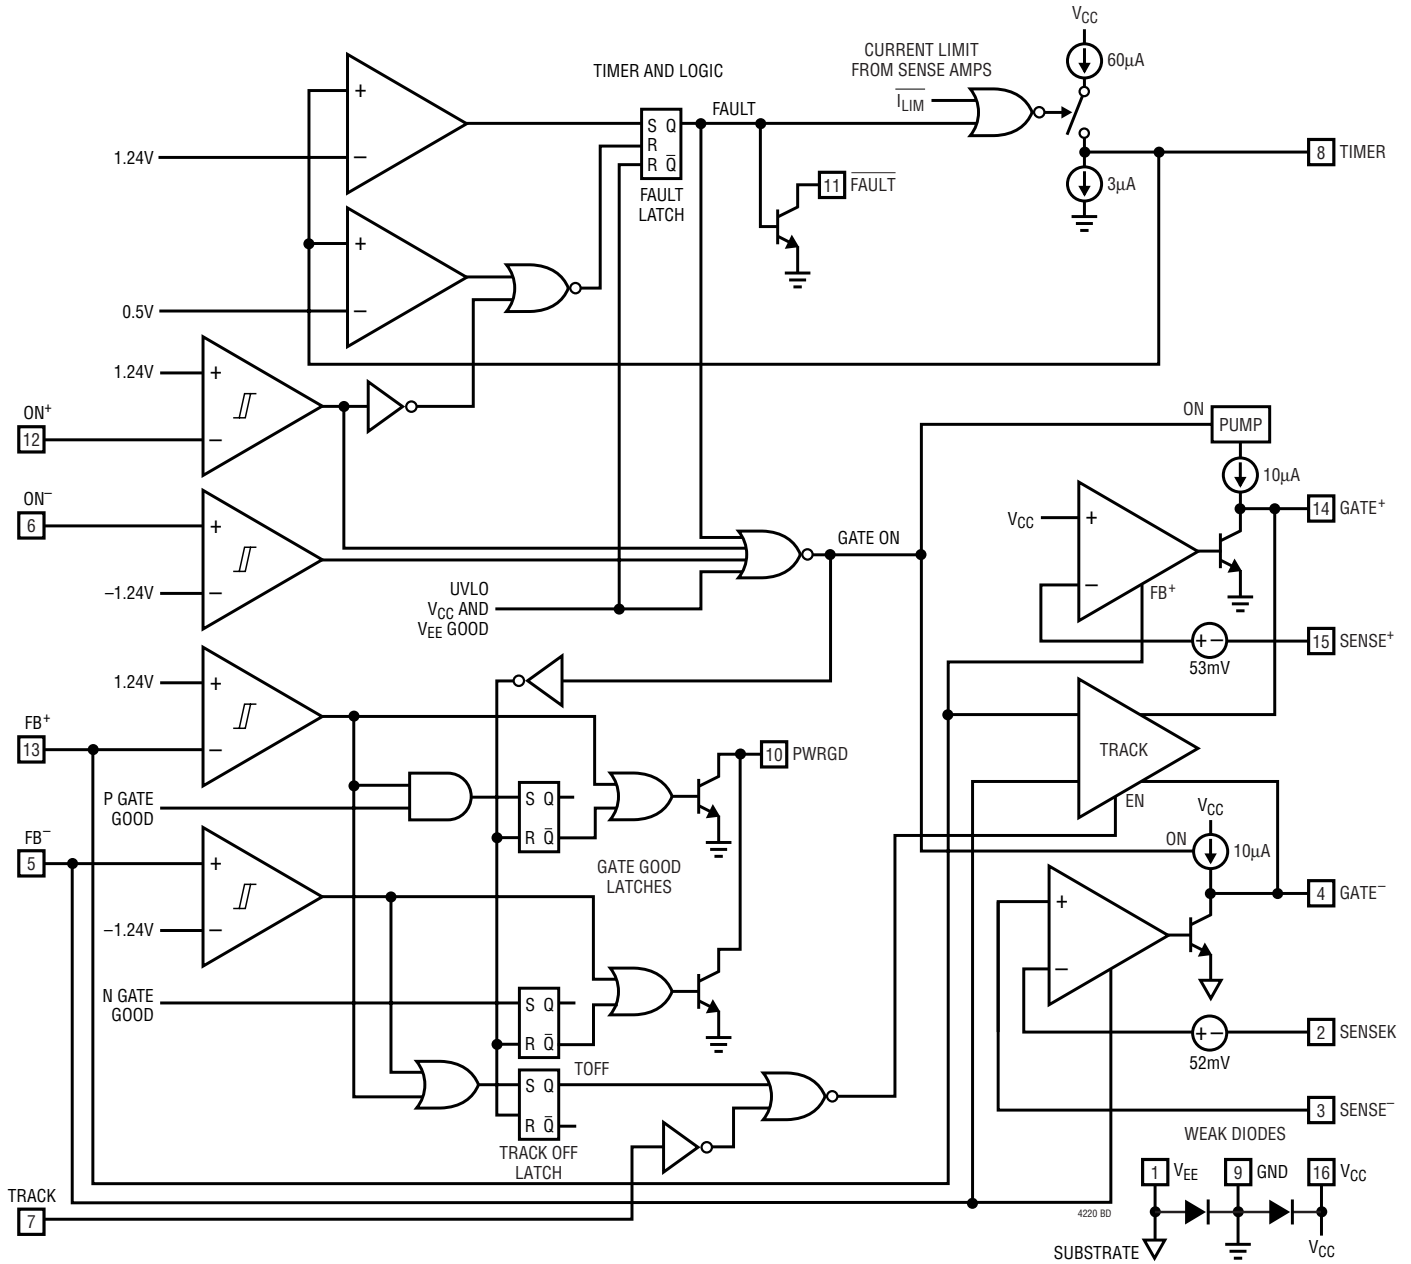 VCC
60µA
CURRENT LIMIT
FROM SENSE AMPS
TIMER AND LOGIC
ILIM
FAULT
+
1.24V
−
S Q
R
R Q̅
FAULT
LATCH
11 FAULT
8 TIMER
3µA
+
0.5V
−
1.24V
+
ON+
12
−
ON−
6
+
−1.24V
−
UVLO
VCC AND
VEE GOOD
GATE ON
ON
PUMP
10µA
14 GATE+
VCC
+
−
FB+
+ −
53mV
15 SENSE+
1.24V
+
FB+
13
−
P GATE
GOOD
S Q
R Q̅
10 PWRGD
GATE GOOD
LATCHES
TRACK
EN
VCC
ON
10µA
FB−
5
+
−1.24V
−
4 GATE−
+
−
N GATE
GOOD
S Q
R Q̅
+ −
52mV
2 SENSEK
3 SENSE−
TOFF
S Q
R Q̅
TRACK OFF
LATCH
TRACK
7
WEAK DIODES
1 VEE
9 GND
16 VCC
4220 BD
SUBSTRATE
VCC